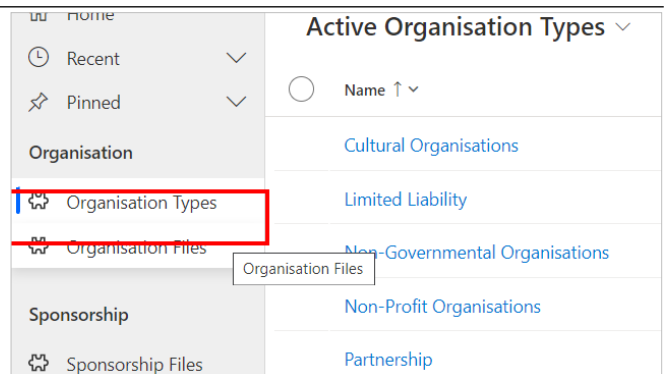 Home
Recent
Pinned
Organisation
Organisation Types
Organisation Files
Sponsorship
Sponsorship Files
Active Organisation Types
Name
Cultural Organisations
Limited Liability
Non-Governmental Organisations
Organisation Files
Non-Profit Organisations
Partnership